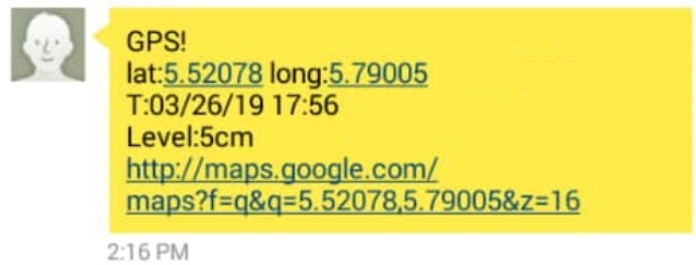 GPS!
lat:5.52078 long:5.79005
T:03/26/19 17:56
Level:5cm
http://maps.google.com/
maps?f=q&q=5.52078,5.79005&z=16
2:16 PM